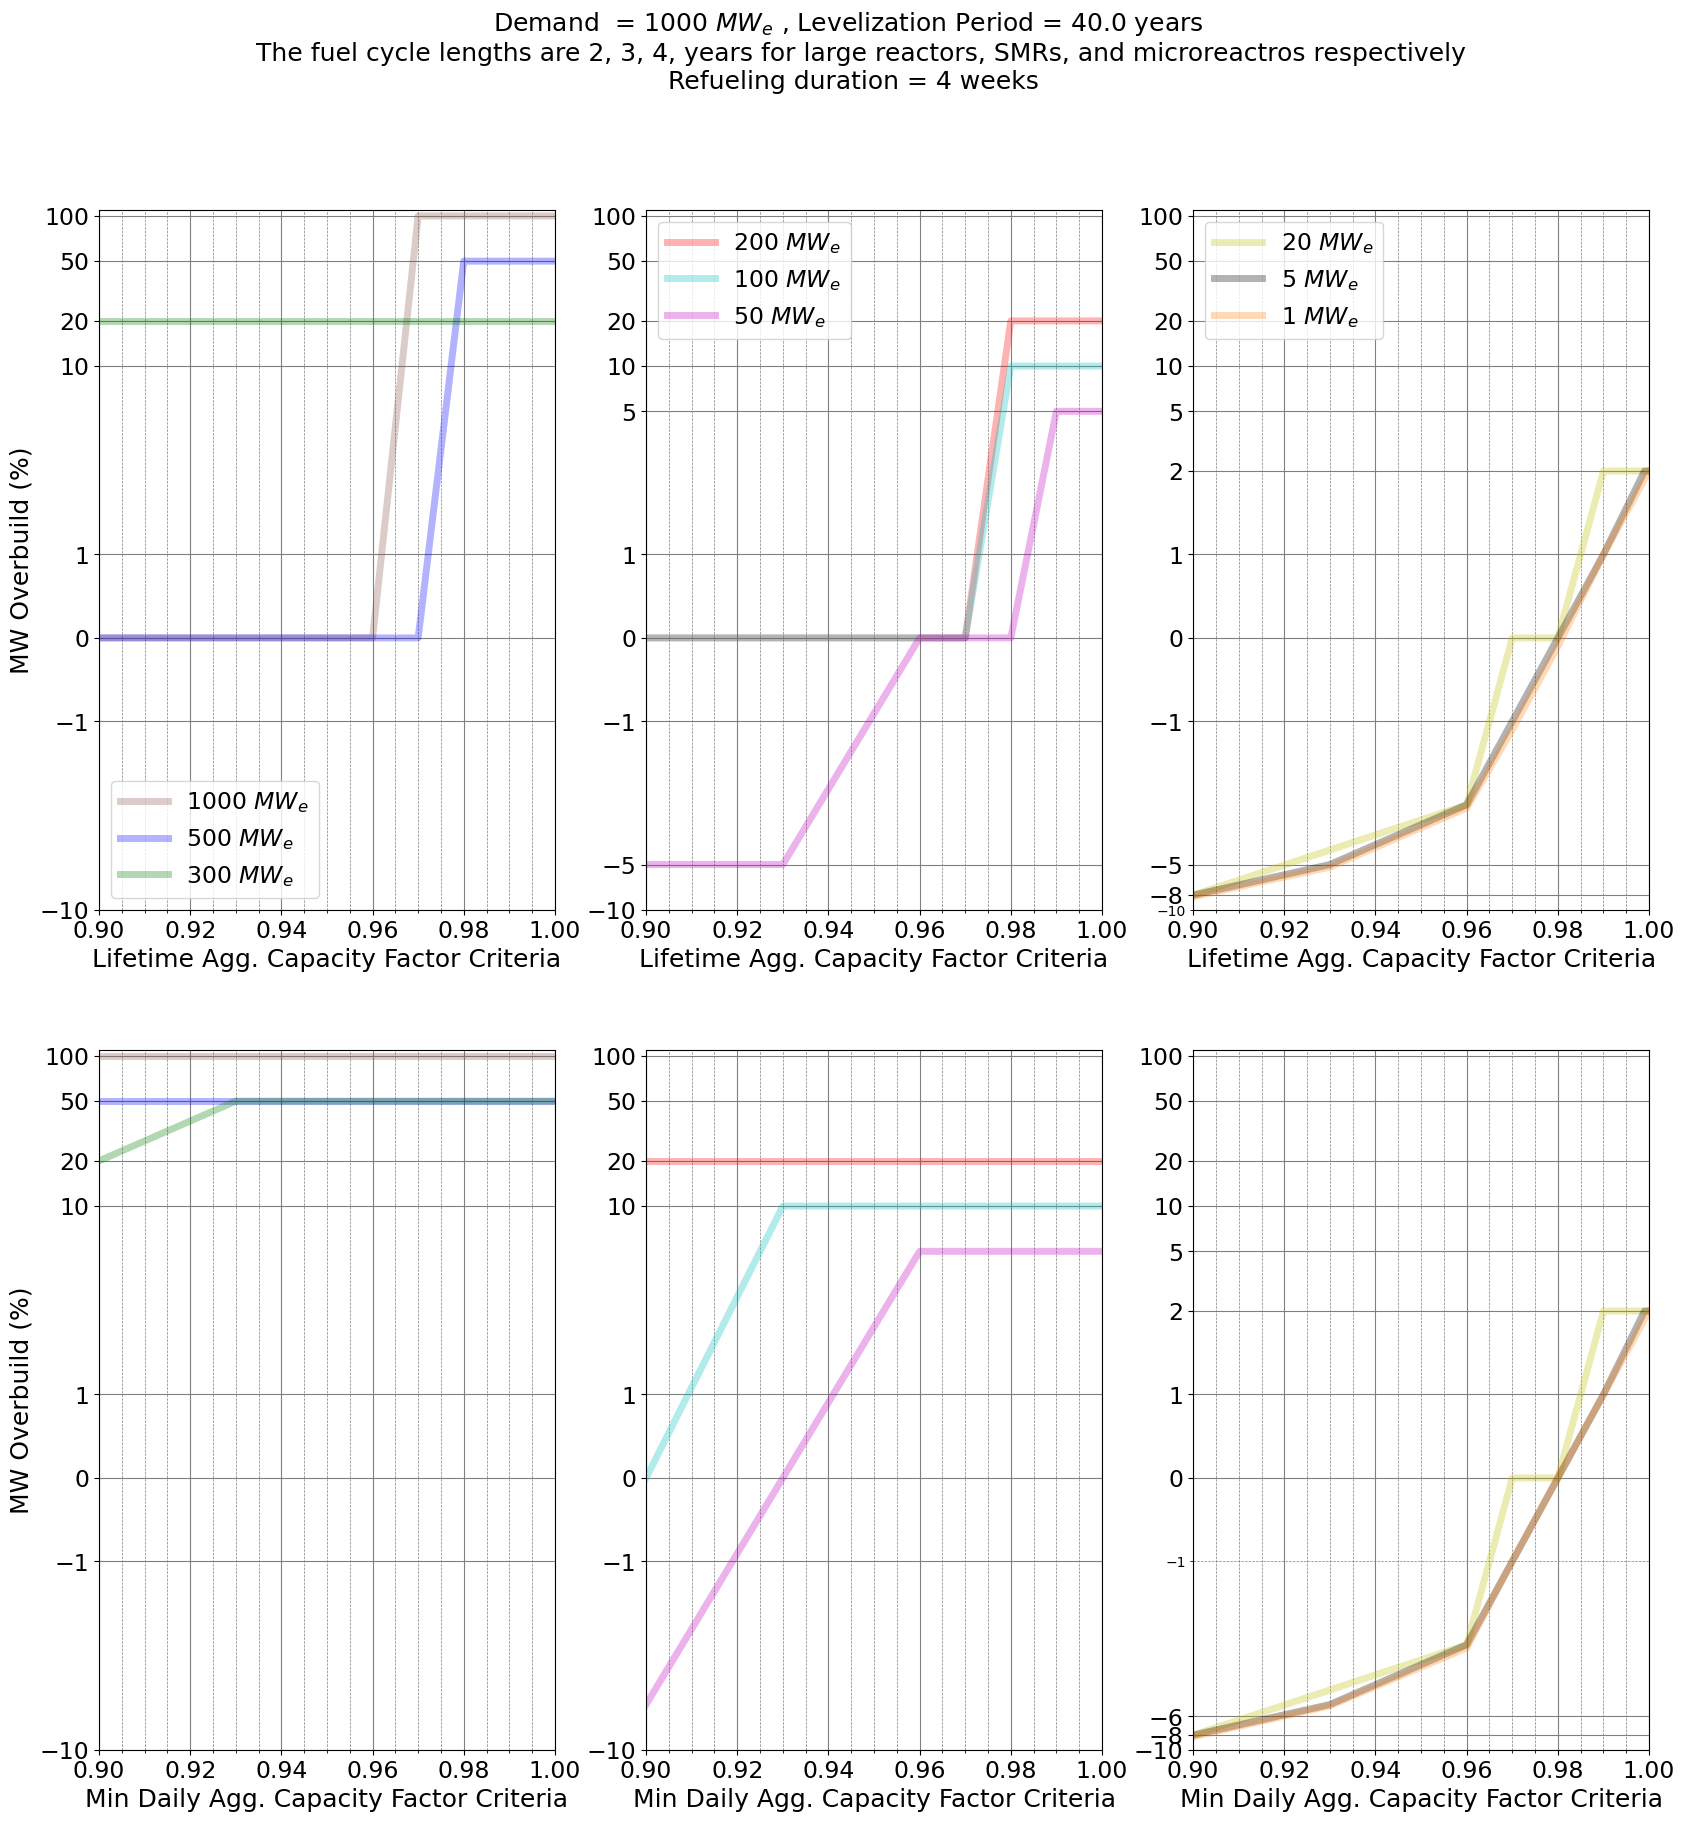 Demand = 1000 MWe , Levelization Period = 40.0 years
The fuel cycle lengths are 2, 3, 4, years for large reactors, SMRs, and microreactros respectively
Refueling duration = 4 weeks
MW Overbuild (%)
100
50
20
10
1
0
−1
−10
1000 MWe
500 MWe
300 MWe
0.90 0.92 0.94 0.96 0.98 1.00
Lifetime Agg. Capacity Factor Criteria
100
50
20
10
5
1
0
−1
−5
−10
200 MWe
100 MWe
50 MWe
0.90 0.92 0.94 0.96 0.98 1.00
Lifetime Agg. Capacity Factor Criteria
100
50
20
10
5
2
1
0
−1
−5
−8
−10
20 MWe
5 MWe
1 MWe
0.90 0.92 0.94 0.96 0.98 1.00
Lifetime Agg. Capacity Factor Criteria
MW Overbuild (%)
100
50
20
10
1
0
−1
−10
0.90 0.92 0.94 0.96 0.98 1.00
Min Daily Agg. Capacity Factor Criteria
100
50
20
10
5
1
0
−1
−10
0.90 0.92 0.94 0.96 0.98 1.00
Min Daily Agg. Capacity Factor Criteria
100
50
20
10
5
2
1
0
−1
−6
−8
−10
0.90 0.92 0.94 0.96 0.98 1.00
Min Daily Agg. Capacity Factor Criteria